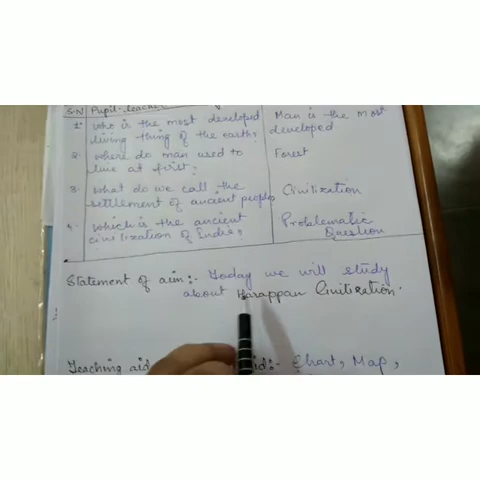 S.N Pupil-teacher
1. Who is the most developed living thing of the earth?
Man is the most developed
2. where do man used to live at first?
Forest
3. what do we call the settlement of ancient peoples
Civilization
4. which is the ancient civilization of India?
Problematic Question
Statement of aim:- Today we will study
about Harappan Civilization.
Teaching aid :- Chart, Map,